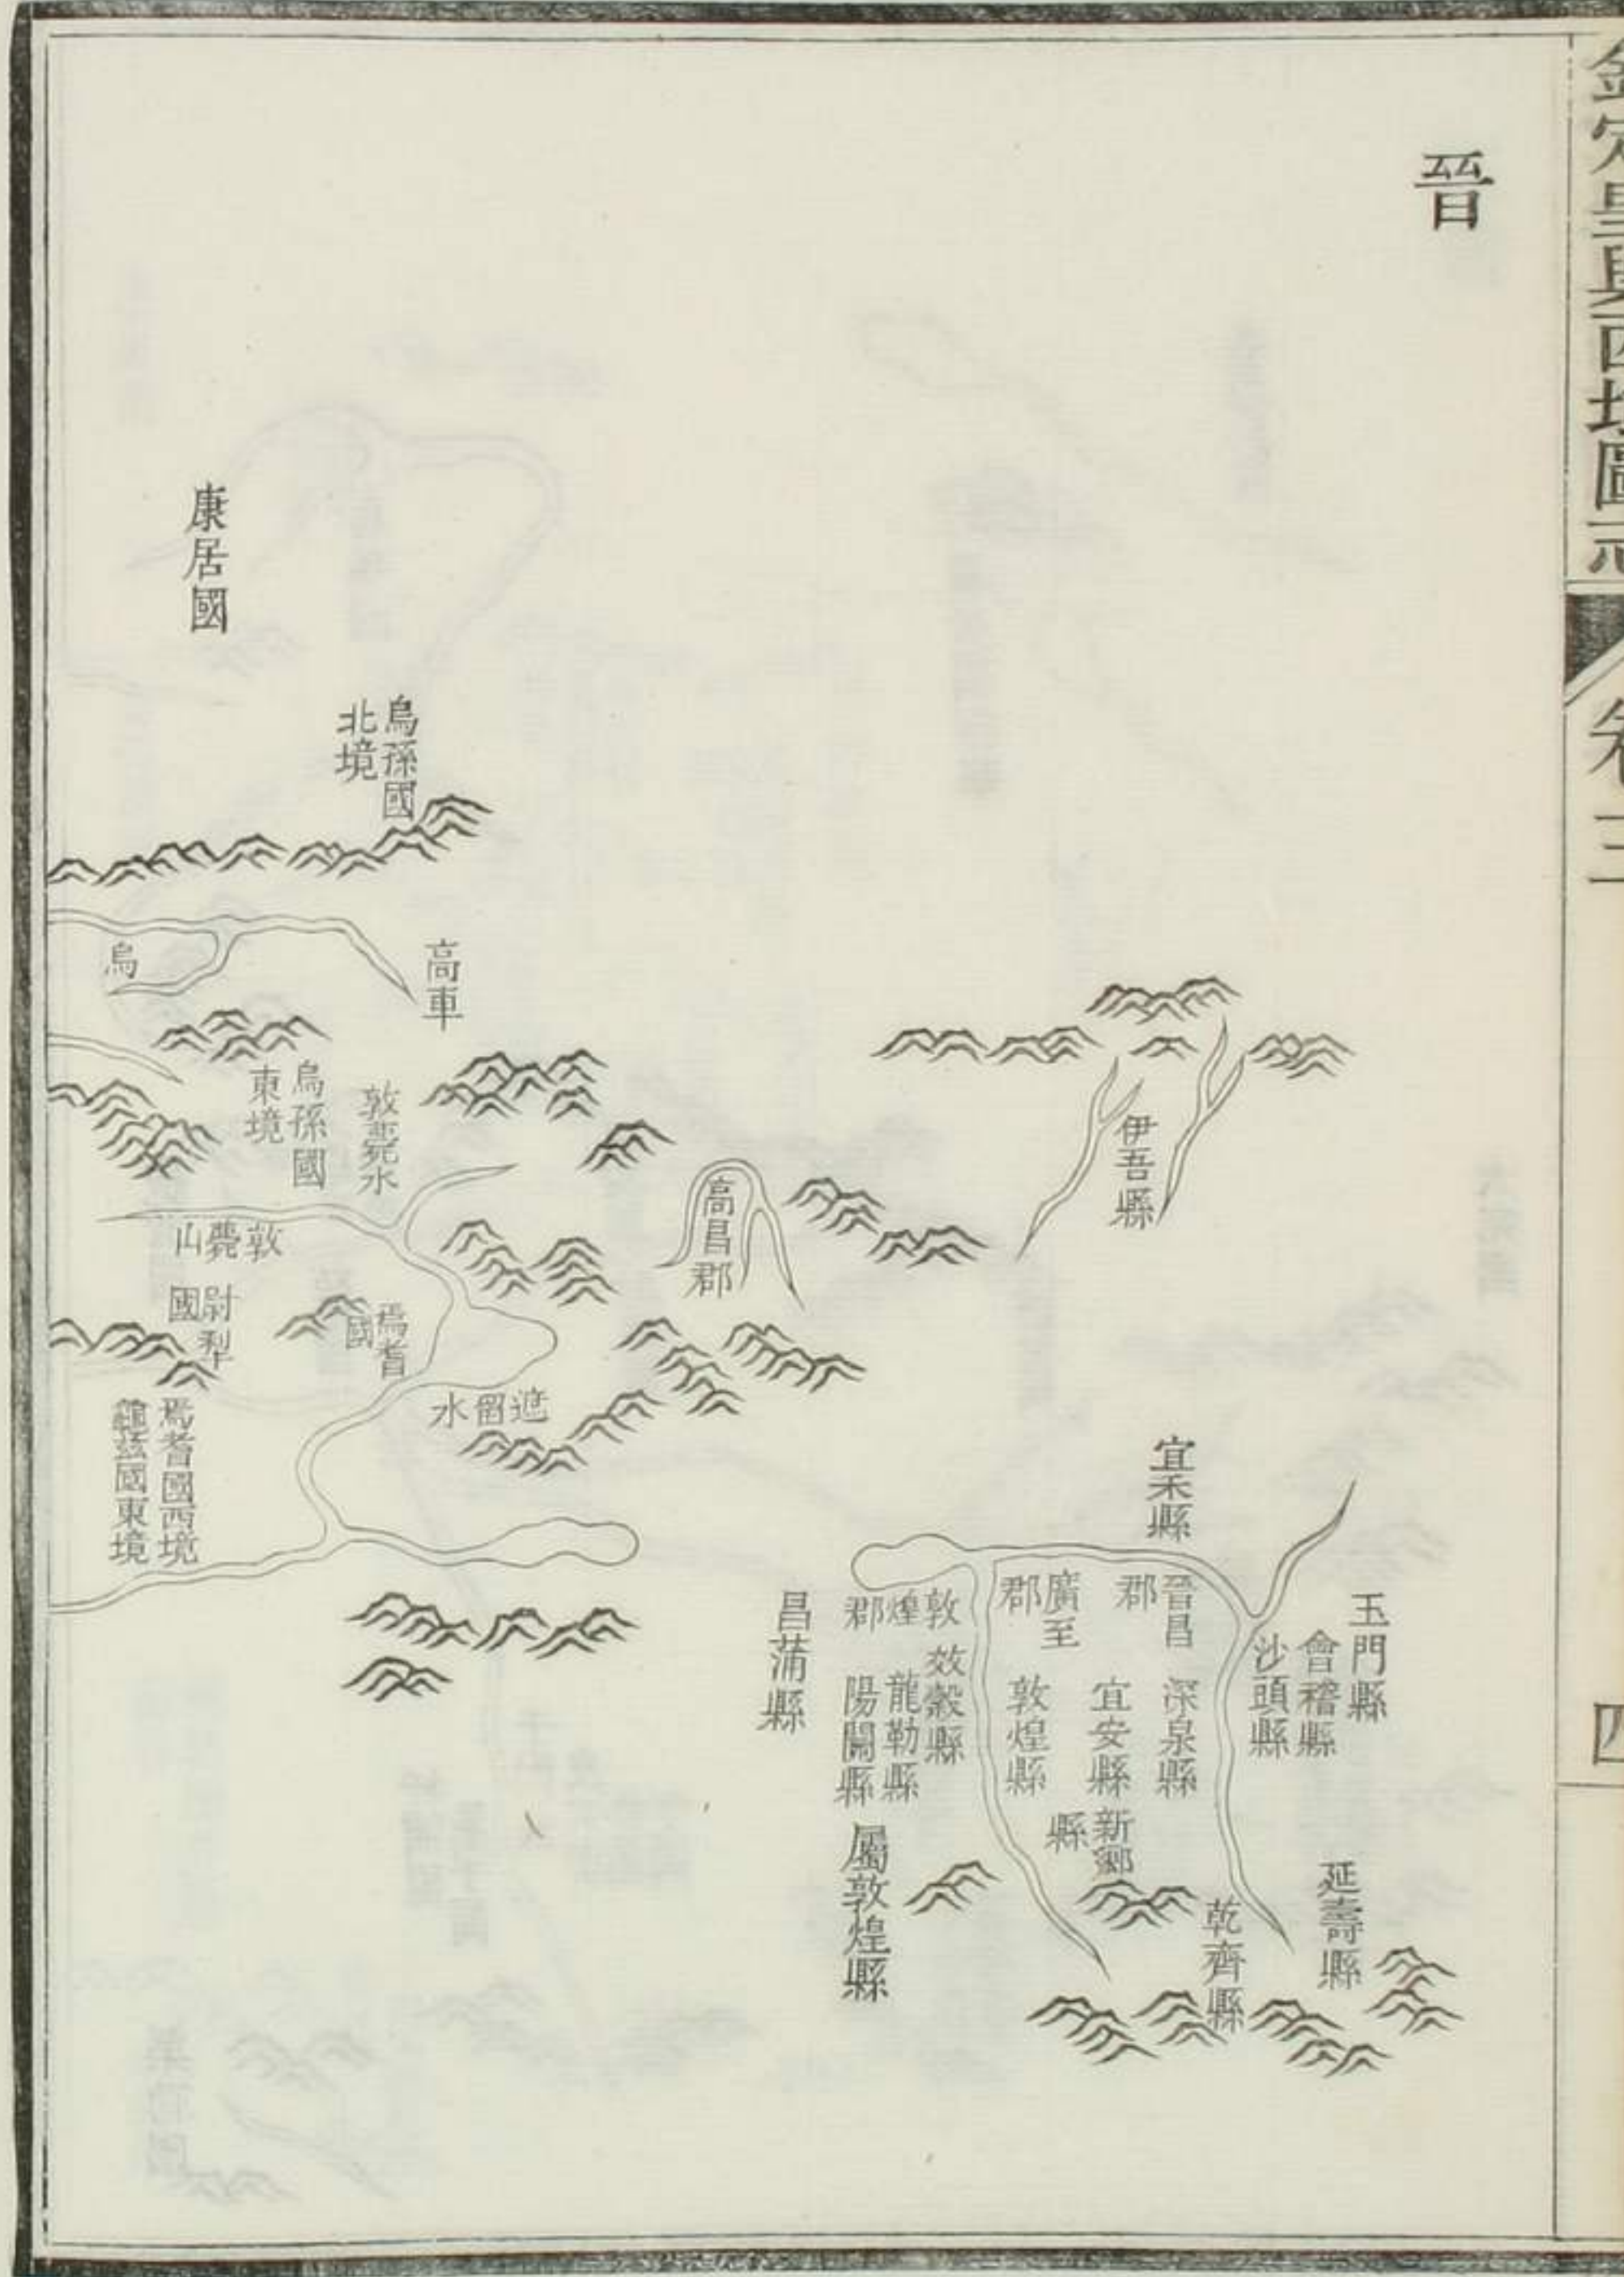 欽定皇輿西域圖志
卷三
四
晉
玉門縣
會稽縣
沙頭縣
延壽縣
乾齊縣
宜禾縣
晉昌郡
深泉縣
宜安縣
新鄉縣
廣至郡
敦煌縣
敦煌郡
效穀縣
龍勒縣
陽關縣
屬敦煌縣
昌蒲縣
伊吾縣
高昌郡
高車
烏孫國北境
康居國
烏
敦薨水
烏孫國東境
敦薨山
尉犁國
焉耆國
遮留水
焉耆國西境
龜茲國東境